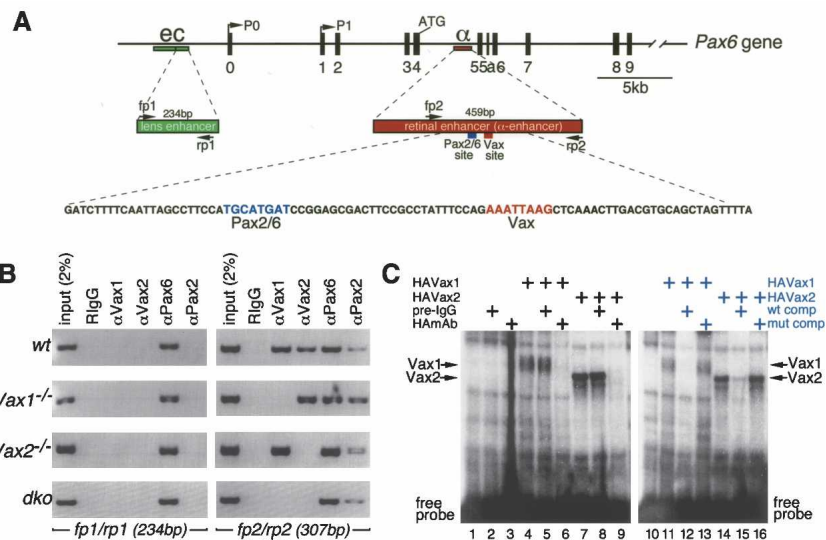 A
ec P0 P1 ATG α Pax6 gene
0 1 2 3 4 5 5a 6 7 8 9
5kb
fp1 234bp fp2 459bp
lens enhancer retinal enhancer (α-enhancer)
rp1 Pax2/6 site Vax site rp2
GATCTTTTCAATTAGCCTTCCATGCATGATCCGGAGCGACTTCCGCCTATTTCCAGAAATTAAGCTCAAACTTGACGTGCAGCTAGTTTTA
Pax2/6 Vax
B
input (2%) RIgG αVax1 αVax2 αPax6 αPax2 input (2%) RIgG αVax1 αVax2 αPax6 αPax2
wt
Vax1-/-
Vax2-/-
dko
fp1/rp1 (234bp) fp2/rp2 (307bp)
C
HAVax1 + + + + + + HAVax1
HAVax2 + + + + + + HAVax2
pre-IgG + + + + + wt comp
HAmAb + + + + + mut comp
Vax1 Vax1
Vax2 Vax2
free probe free probe
1 2 3 4 5 6 7 8 9 10 11 12 13 14 15 16